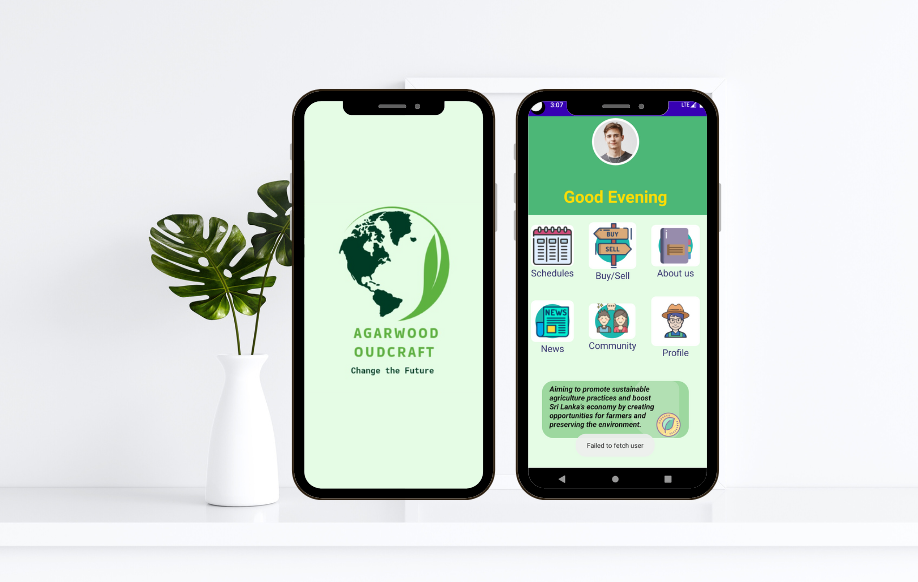 AGARWOOD
OUDCRAFT
Change the Future
3:07
LTE
Good Evening
BUY
SELL
Schedules
Buy/Sell
About us
NEWS
News
Community
Profile
Aiming to promote sustainable
agriculture practices and boost
Sri Lanka's economy by creating
opportunities for farmers and
preserving the environment.
Failed to fetch user